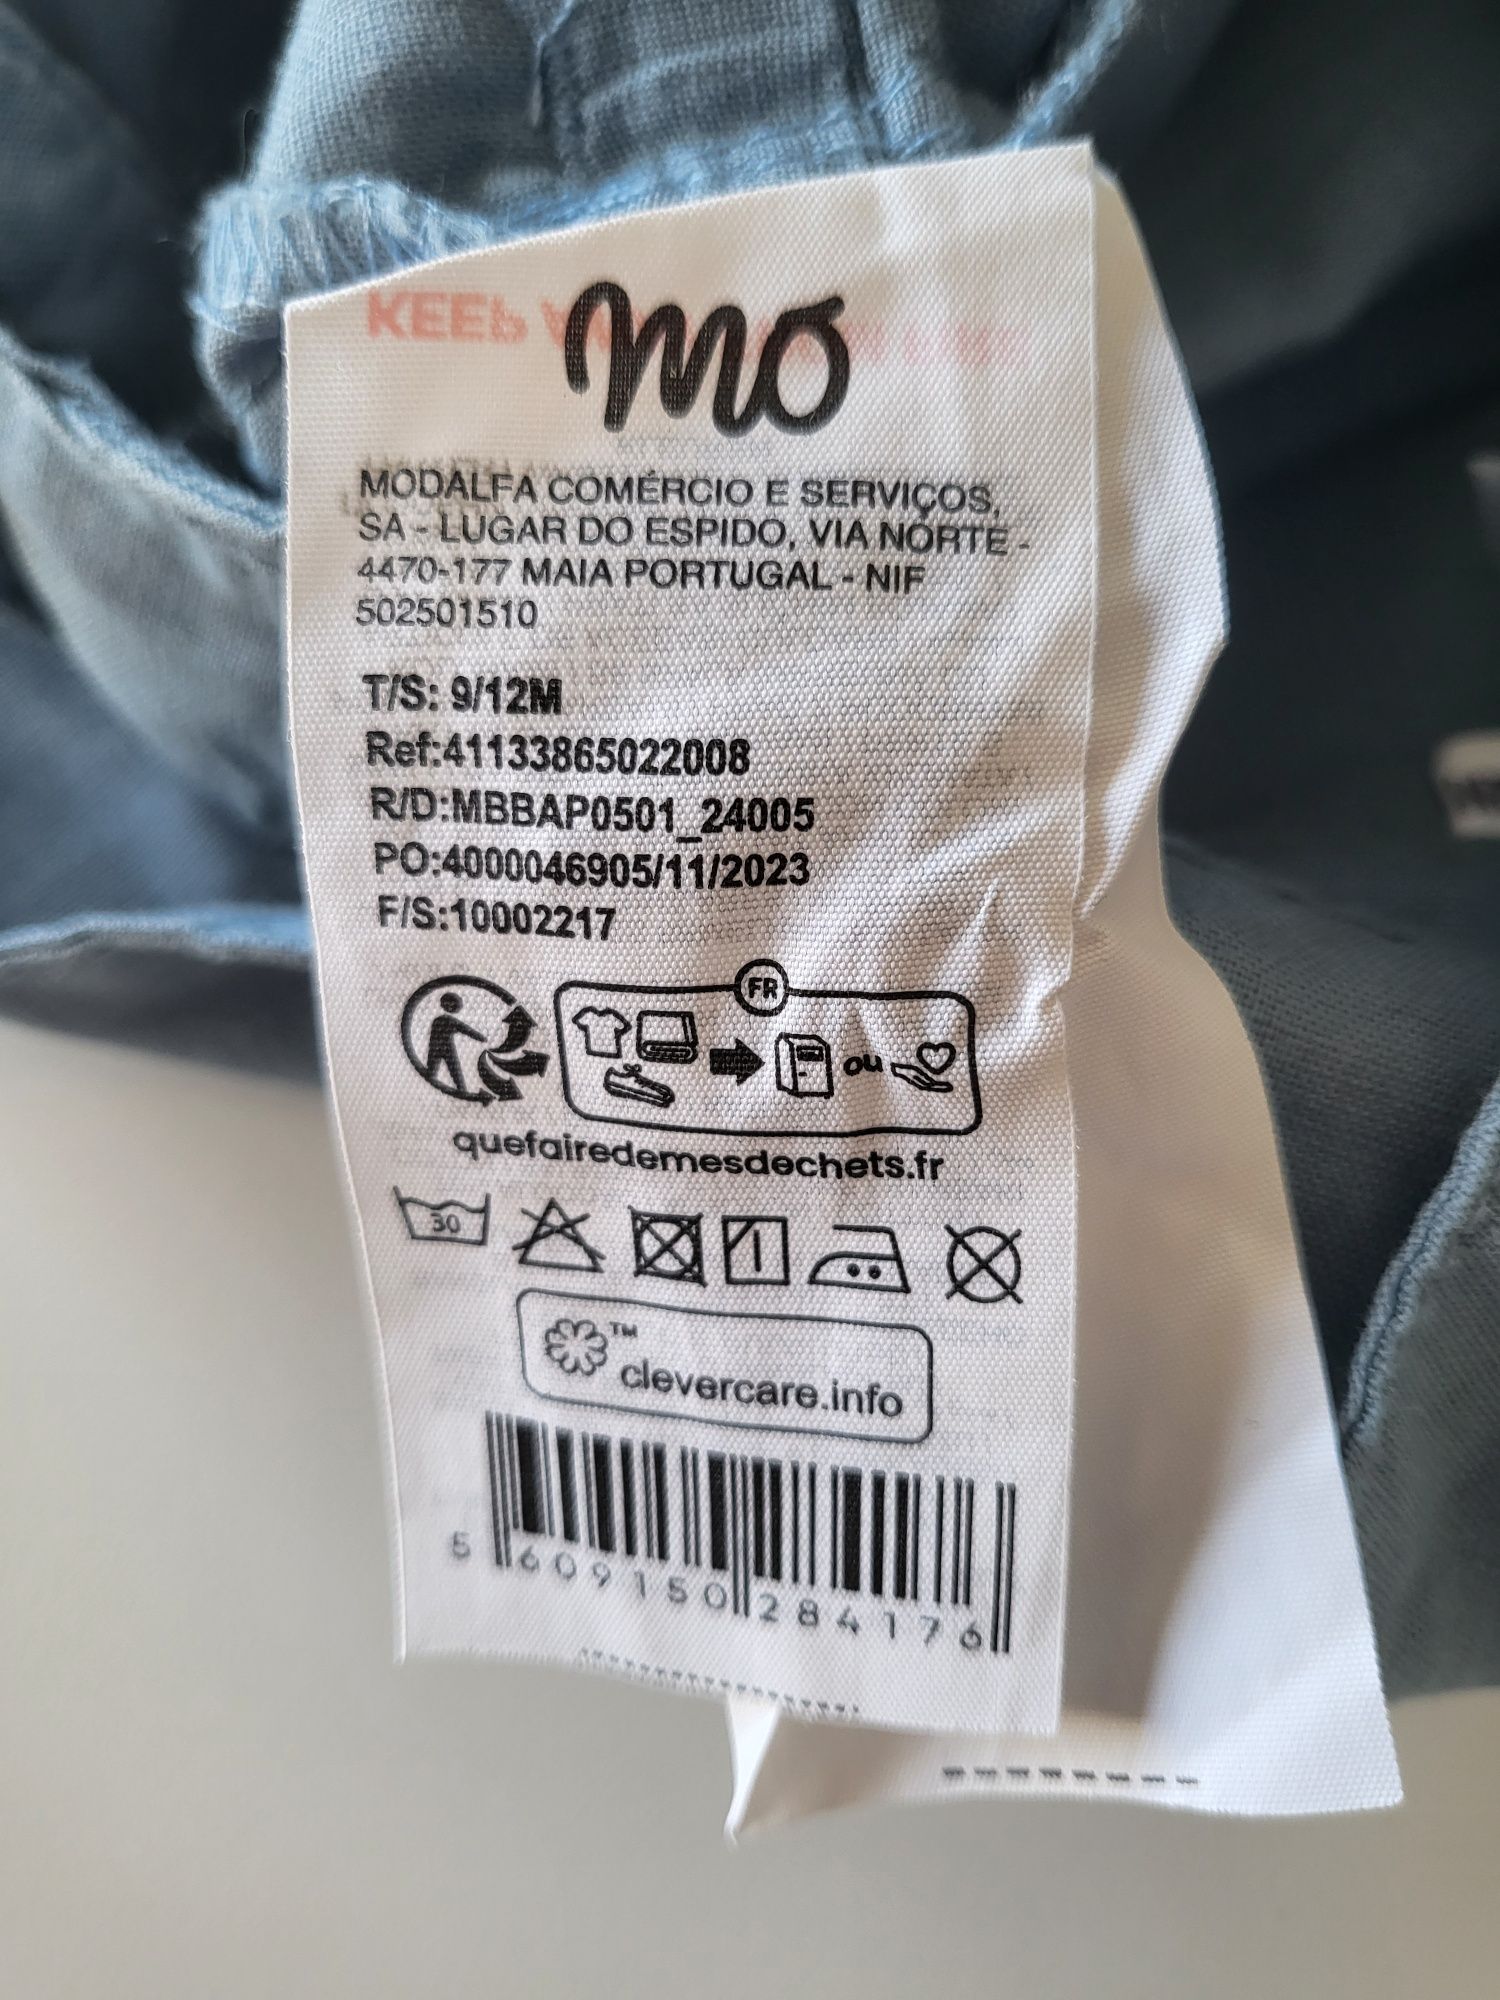 mo
MODALFA COMÉRCIO E SERVIÇOS,
SA - LUGAR DO ESPIDO, VIA NORTE -
4470-177 MAIA PORTUGAL - NIF
502501510
T/S: 9/12M
Ref:41133865022008
R/D:MBBAP0501_24005
PO:4000046905/11/2023
F/S:10002217
FR
ou
quefairedemesdechets.fr
30
TM
clevercare.info
5 609150 284176